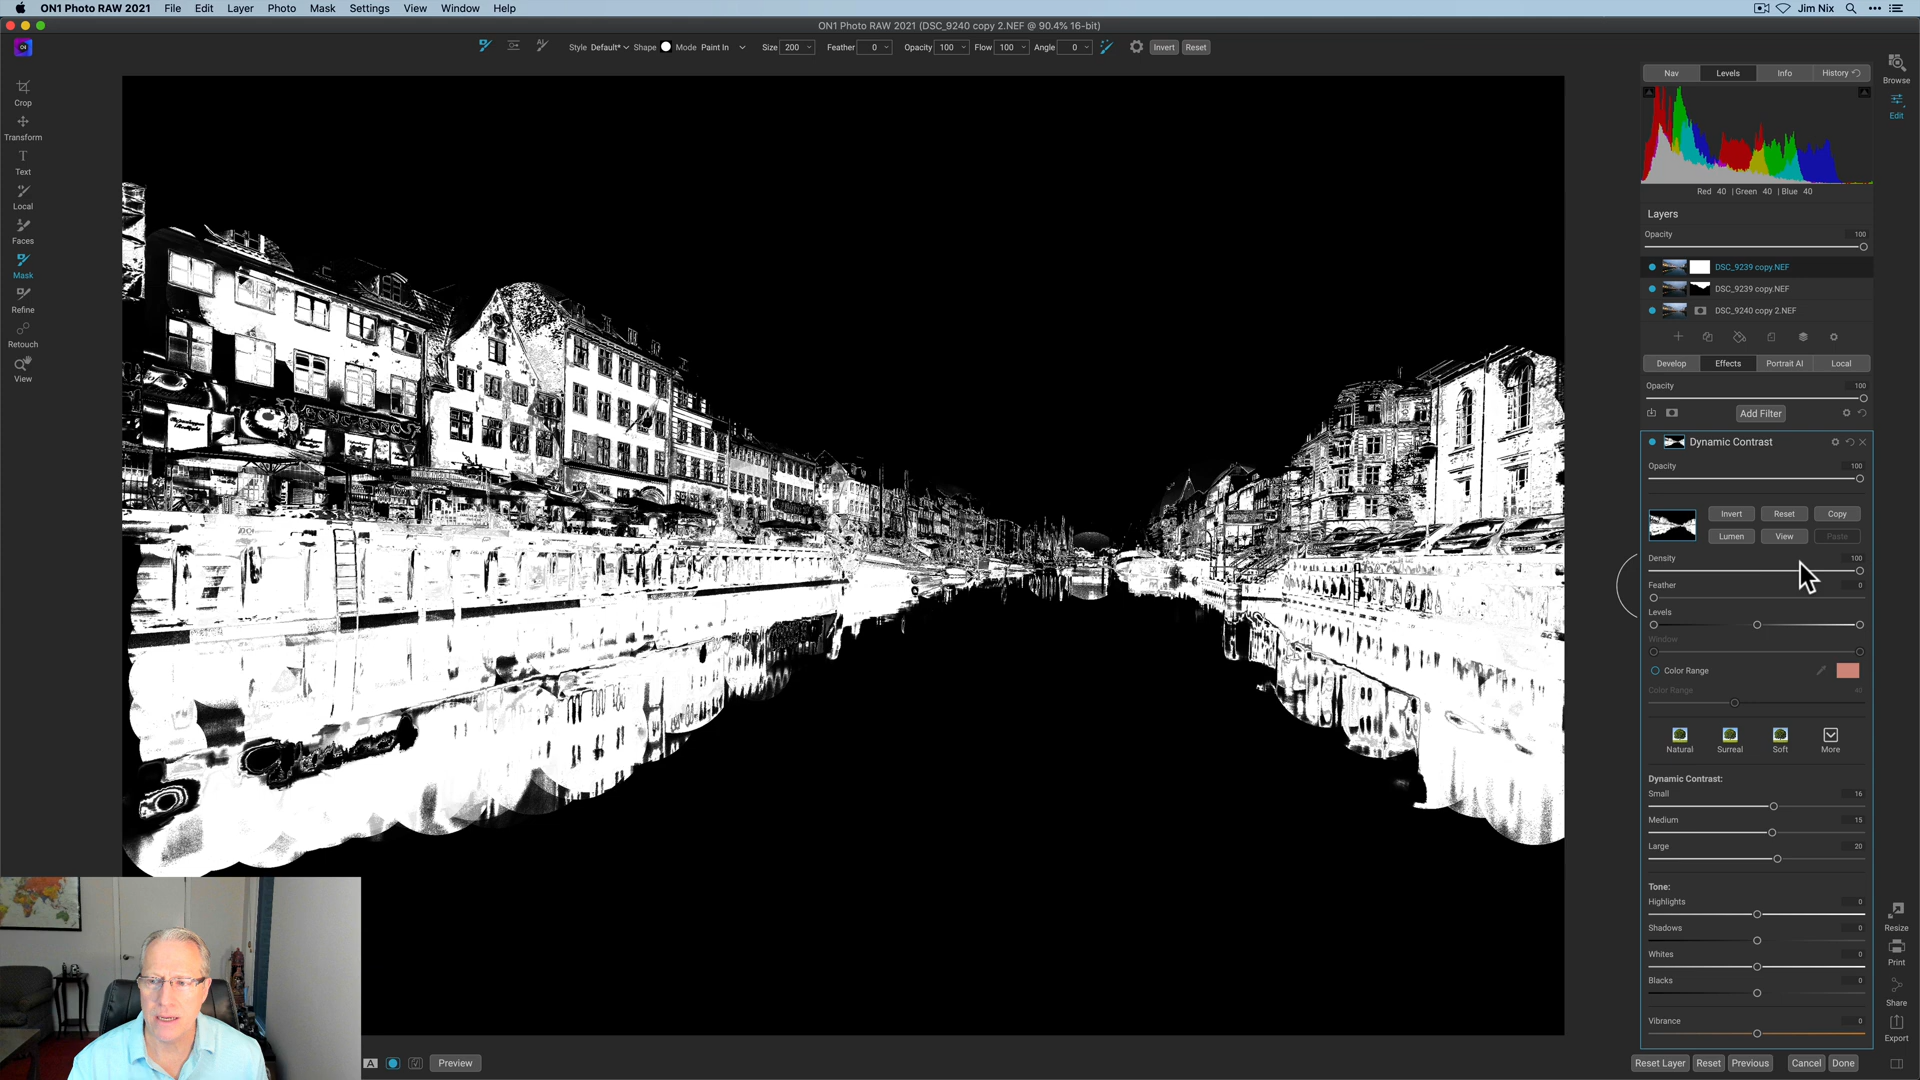 ON1 Photo RAW 2021 File Edit Layer Photo Mask Settings View Window Help Jim Nix
ON1 Photo RAW 2021 (DSC_9240 copy 2.NEF @ 90.4% 16-bit)
Style Default* Shape Mode Paint In Size 200 Feather 0 Opacity 100 Flow 100 Angle 0 Invert Reset
Crop
Transform
Text
Local
Faces
Mask
Refine
Retouch
View
Nav Levels Info History
Browse
Edit
Red 40 | Green 40 | Blue 40
Layers
Opacity 100
DSC_9239 copy.NEF
DSC_9239 copy.NEF
DSC_9240 copy 2.NEF
Develop Effects Portrait AI Local
Opacity 100
Add Filter
Dynamic Contrast
Opacity 100
Invert Reset Copy
Lumen View Paste
Density 100
Feather 0
Levels
Window
Color Range
Color Range 40
Natural Surreal Soft More
Dynamic Contrast:
Small 16
Medium 15
Large 20
Tone:
Highlights 0
Shadows 0
Whites 0
Blacks 0
Vibrance 0
Resize
Print
Share
Export
A Preview
Reset Layer Reset Previous Cancel Done